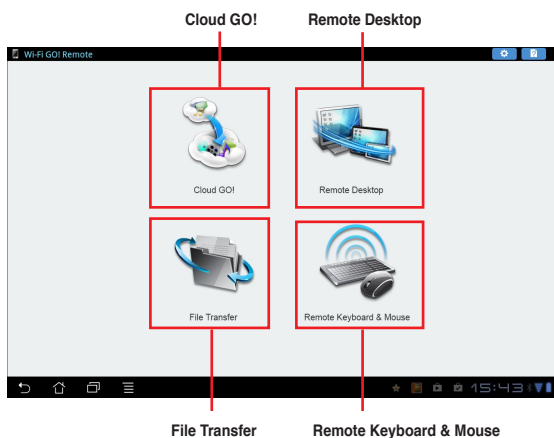 Cloud GO! Remote Desktop
Wi-Fi GO! Remote
Cloud GO! Remote Desktop
File Transfer Remote Keyboard & Mouse
15:43
File Transfer Remote Keyboard & Mouse